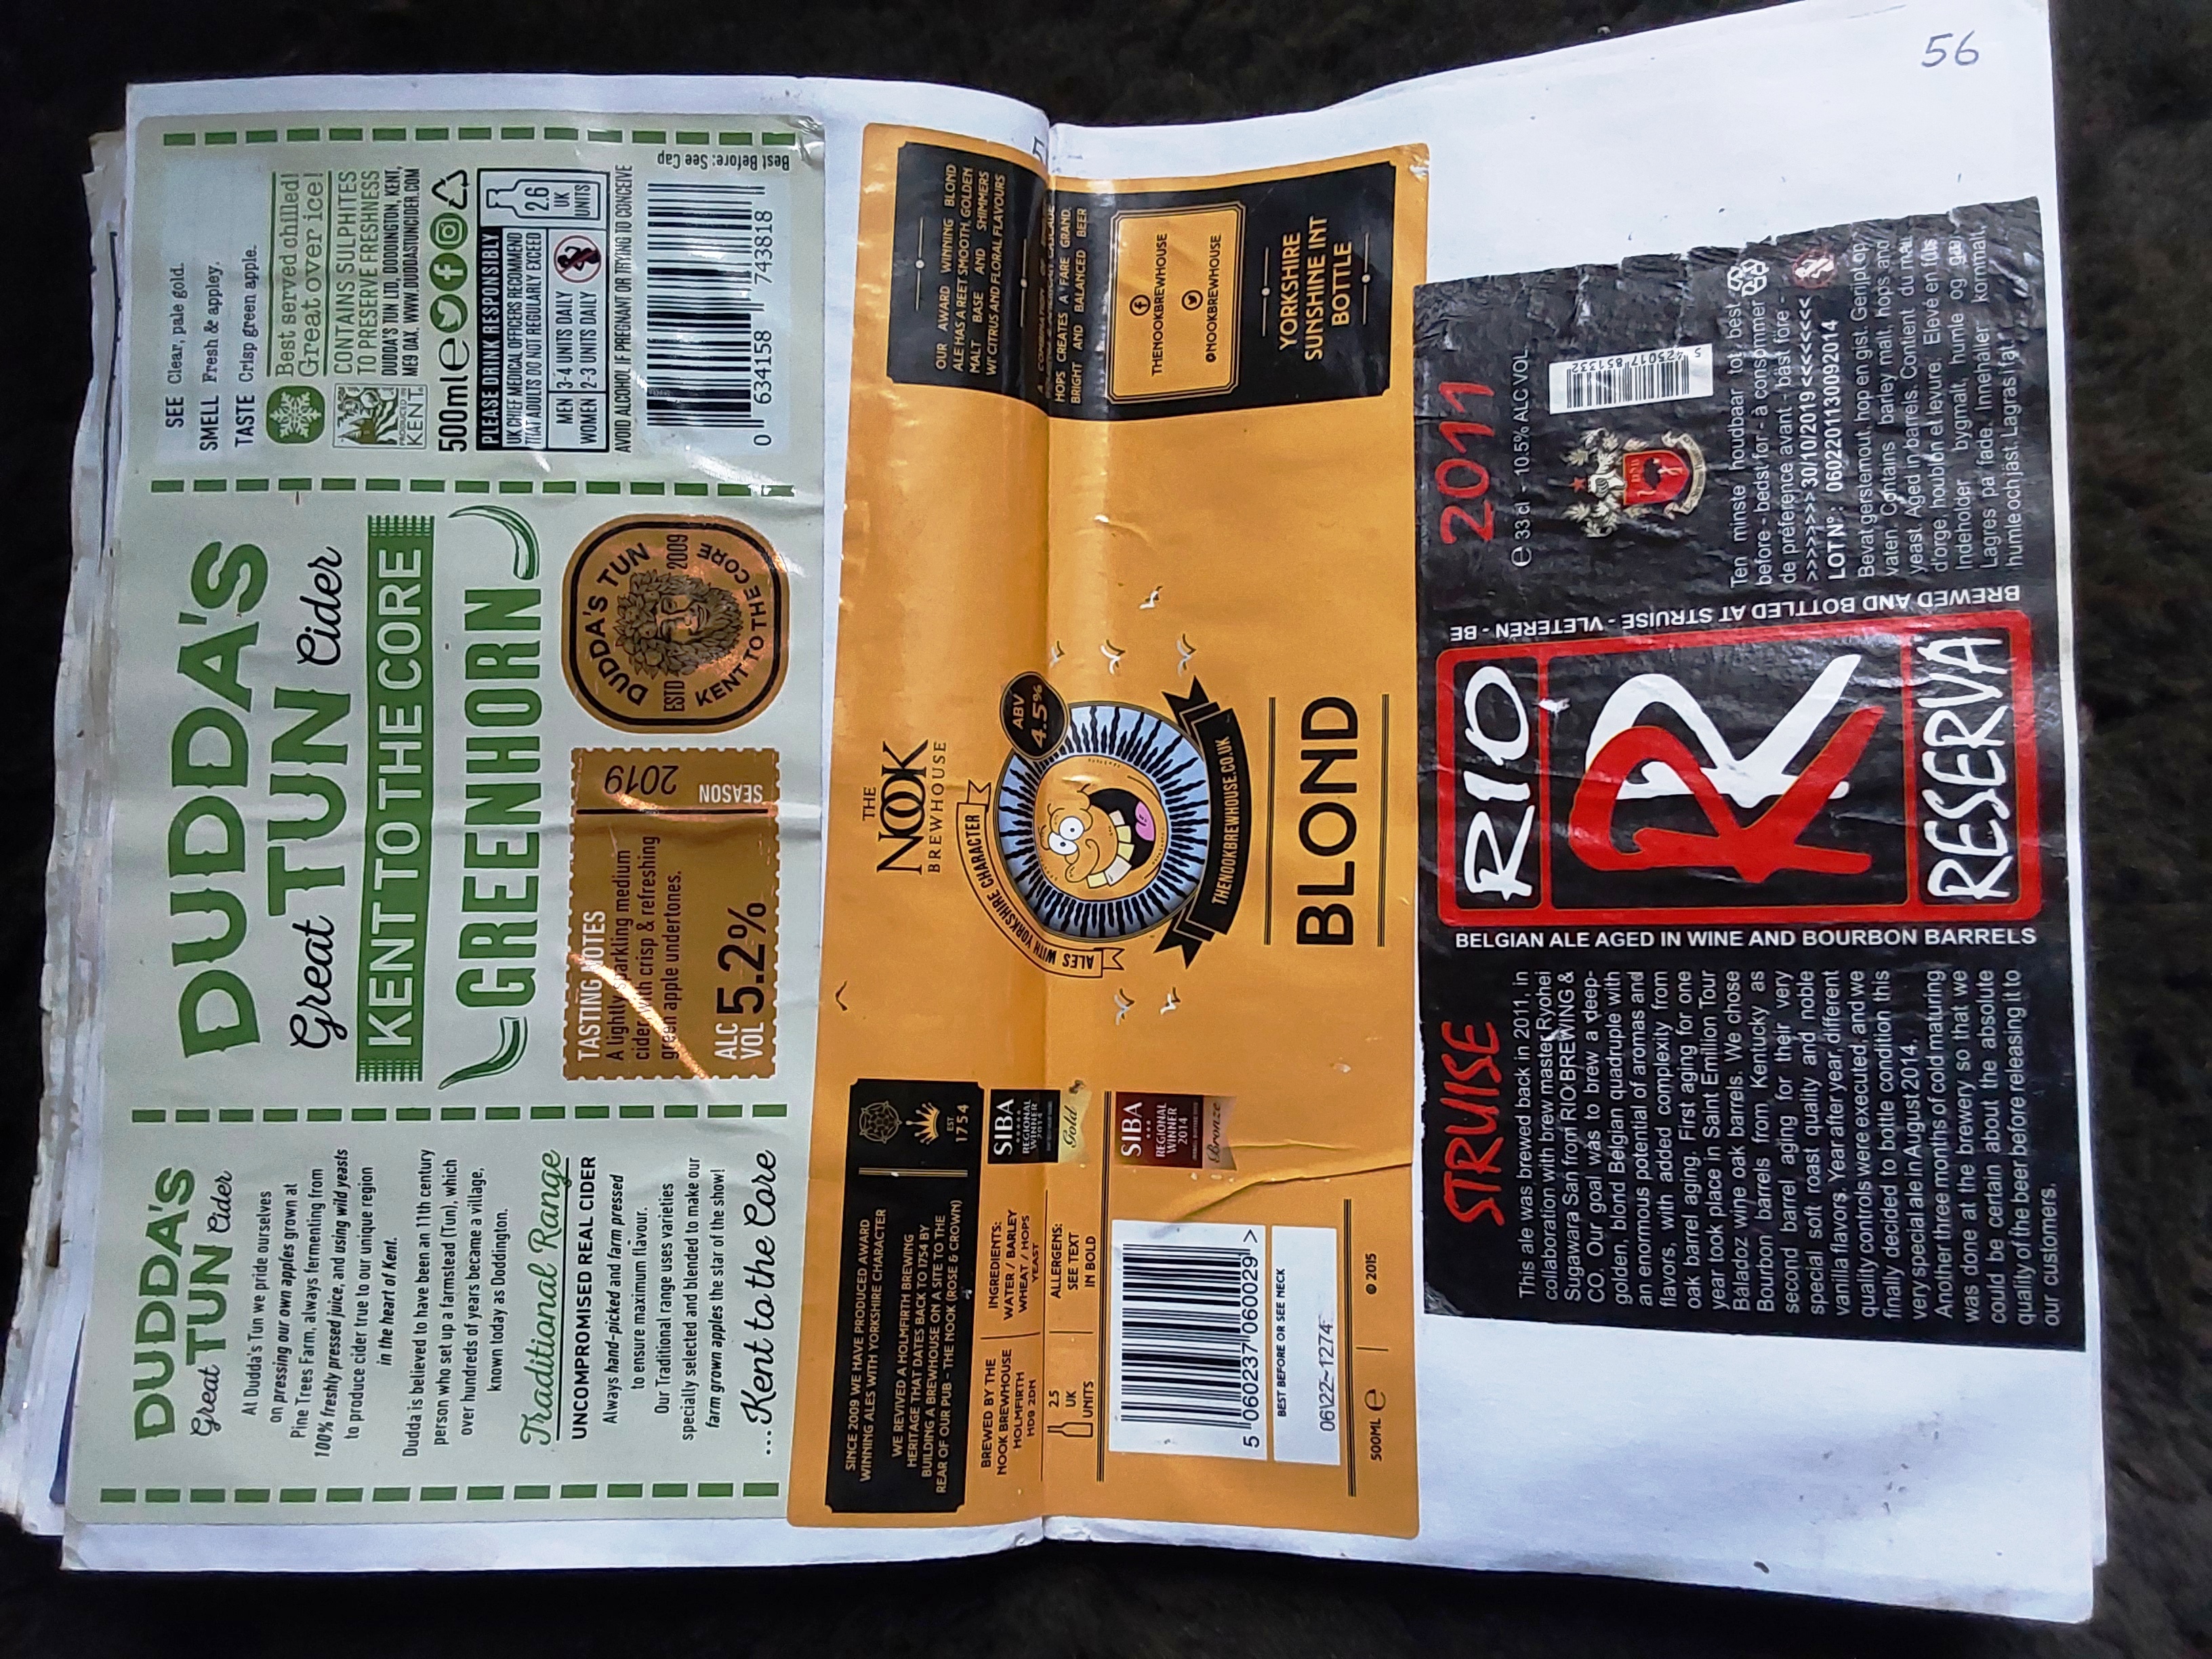 DUDDA'S
Great TUN Cider
At Dudda's Tun we pride ourselves
on pressing our own apples grown at
Pine Trees Farm, always fermenting from
100% freshly pressed juice, and using wild yeasts
to produce cider true to our unique region
in the heart of Kent.
Dudda is believed to have been an 11th century
person who set up a farmstead (Tun), which
over hundreds of years became a village,
known today as Doddington.
Traditional Range
UNCOMPROMISED REAL CIDER
Always hand-picked and farm pressed
to ensure maximum flavour.
Our Traditional range uses varieties
specially selected and blended to make our
farm grown apples the star of the show!
...Kent to the Core
DUDDA'S
Great TUN Cider
KENT TO THE CORE
GREENHORN
TASTING NOTES
A lightly sparkling medium
cider with crisp & refreshing
green apple undertones.
ALC
VOL 5.2%
SEASON
2019
DUDDA'S TUN
ESTD 2009
KENT TO THE CORE
SEE Clear, pale gold.
SMELL Fresh & appley.
TASTE Crisp green apple.
Best served chilled!
Great over ice!
PRODUCED IN
KENT
CONTAINS SULPHITES
TO PRESERVE FRESHNESS
DUDDA'S TUN LTD, DODDINGTON, KENT,
ME9 0AX. WWW.DUDDASTUNCIDER.COM
500ml e
PLEASE DRINK RESPONSIBLY
UK CHIEF MEDICAL OFFICERS RECOMMEND
THAT ADULTS DO NOT REGULARLY EXCEED
MEN 3-4 UNITS DAILY
WOMEN 2-3 UNITS DAILY
2.6
UK
UNITS
AVOID ALCOHOL IF PREGNANT OR TRYING TO CONCEIVE
0 634158 743818
Best Before: See Cap
SINCE 2009 WE HAVE PRODUCED AWARD
WINNING ALES WITH YORKSHIRE CHARACTER
WE REVIVED A HOLMFIRTH BREWING
HERITAGE THAT DATES BACK TO 1754 BY
BUILDING A BREWHOUSE ON A SITE TO THE
REAR OF OUR PUB - THE NOOK (ROSE & CROWN)
EST
1754
BREWED BY THE
NOOK BREWHOUSE
HOLMFIRTH
HD9 2DN
INGREDIENTS:
WATER / BARLEY
WHEAT / HOPS
YEAST
SIBA
REGIONAL
WINNER
2014
Gold
2.5
UK
UNITS
ALLERGENS:
SEE TEXT
IN BOLD
SIBA
REGIONAL
WINNER
2014
Bronze
5 060237 060029 >
BEST BEFORE OR SEE NECK
06\22~1274
500ML e
© 2015
THE
NOOK
BREWHOUSE
ALES WITH YORKSHIRE CHARACTER
ABV
4.5%
THENOOKBREWHOUSE.CO.UK
BLOND
OUR AWARD WINNING BLOND
ALE HAS A REET SMOOTH, GOLDEN
MALT BASE AND SHIMMERS
WI' CITRUS AND FLORAL FLAVOURS
A COMBINATION OF CASCADE
HOPS CREATES A 'FARE GRAND,
BRIGHT AND BALANCED BEER
THENOOKBREWHOUSE
@NOOKBREWHOUSE
YORKSHIRE
SUNSHINE INT
BOTTLE
STRUISE
This ale was brewed back in 2011, in
collaboration with brew master Ryohei
Sugawara San from RIO BREWING &
CO. Our goal was to brew a deep-
golden, blond Belgian quadruple with
an enormous potential of aromas and
flavors, with added complexity from
oak barrel aging. First aging for one
year took place in Saint Emillion Tour
Baladoz wine oak barrels. We chose
Bourbon barrels from Kentucky as
second barrel aging for their very
special soft roast quality and noble
vanilla flavors. Year after year, different
quality controls were executed, and we
finally decided to bottle condition this
very special ale in August 2014.
Another three months of cold maturing
was done at the brewery so that we
could be certain about the absolute
quality of the beer before releasing it to
our customers.
BELGIAN ALE AGED IN WINE AND BOURBON BARRELS
RIO
RESERVA
BREWED AND BOTTLED AT STRUISE - VLETEREN - BE
2011
e 33 cl - 10.5% ALC VOL
5 425017 851332
Ten minste houdbaar tot best
before - bedst for - à consommer
de préférence avant - bäst före -
>>>>>>> 30/10/2019 <<<<<<<
LOT N°: 060220113009​2014
Bevat gerstemout, hop en gist. Gerijpt op
vaten. Contains barley malt, hops and
yeast. Aged in barrels. Contient du malt
d'orge, houblon et levure. Elevé en fûts
Indeholder bygmalt, humle og gær.
Lagres på fade. Innehåller kornmalt,
humle och jäst. Lagras i fat.
56